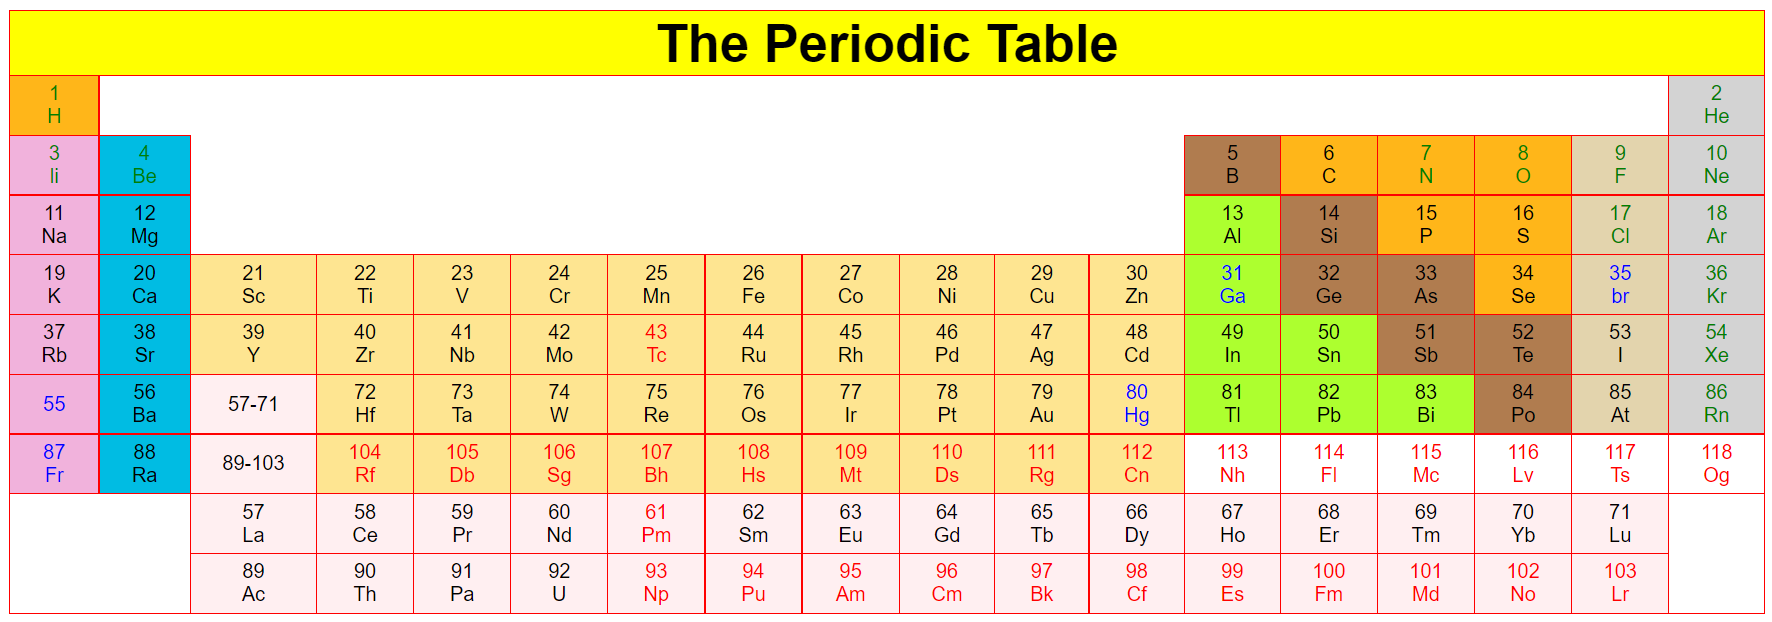 The Periodic Table
1 2
H He
3 4 5 6 7 8 9 10
li Be B C N O F Ne
11 12 13 14 15 16 17 18
Na Mg Al Si P S Cl Ar
19 20 21 22 23 24 25 26 27 28 29 30 31 32 33 34 35 36
K Ca Sc Ti V Cr Mn Fe Co Ni Cu Zn Ga Ge As Se br Kr
37 38 39 40 41 42 43 44 45 46 47 48 49 50 51 52 53 54
Rb Sr Y Zr Nb Mo Tc Ru Rh Pd Ag Cd In Sn Sb Te I Xe
55 56 57-71 72 73 74 75 76 77 78 79 80 81 82 83 84 85 86
Ba Hf Ta W Re Os Ir Pt Au Hg Tl Pb Bi Po At Rn
87 88 89-103 104 105 106 107 108 109 110 111 112 113 114 115 116 117 118
Fr Ra Rf Db Sg Bh Hs Mt Ds Rg Cn Nh Fl Mc Lv Ts Og
57 58 59 60 61 62 63 64 65 66 67 68 69 70 71
La Ce Pr Nd Pm Sm Eu Gd Tb Dy Ho Er Tm Yb Lu
89 90 91 92 93 94 95 96 97 98 99 100 101 102 103
Ac Th Pa U Np Pu Am Cm Bk Cf Es Fm Md No Lr